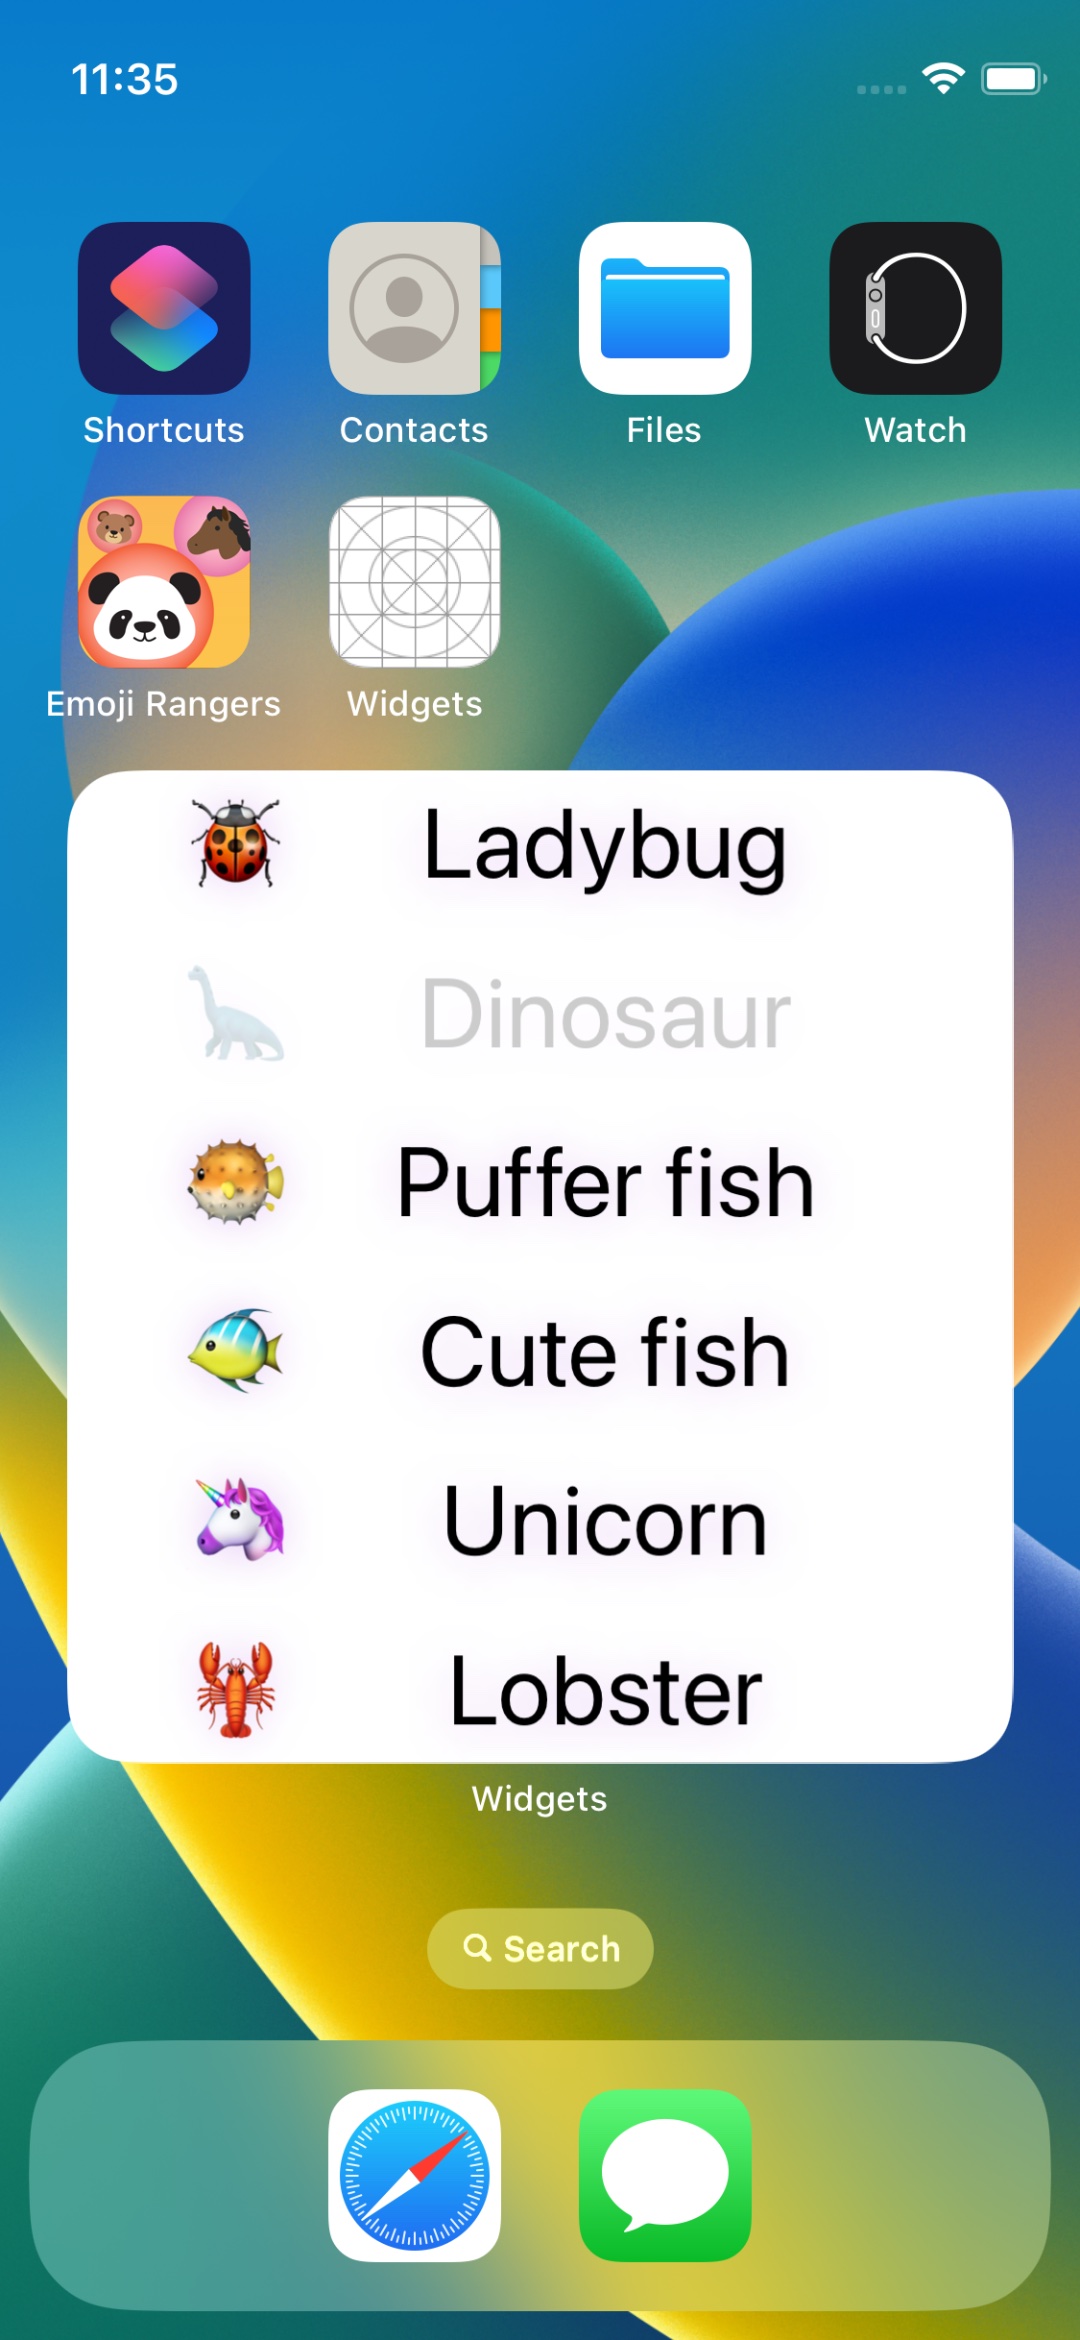 11:35
Shortcuts Contacts Files Watch
Emoji Rangers Widgets
Ladybug
Dinosaur
Puffer fish
Cute fish
Unicorn
Lobster
Widgets
Search